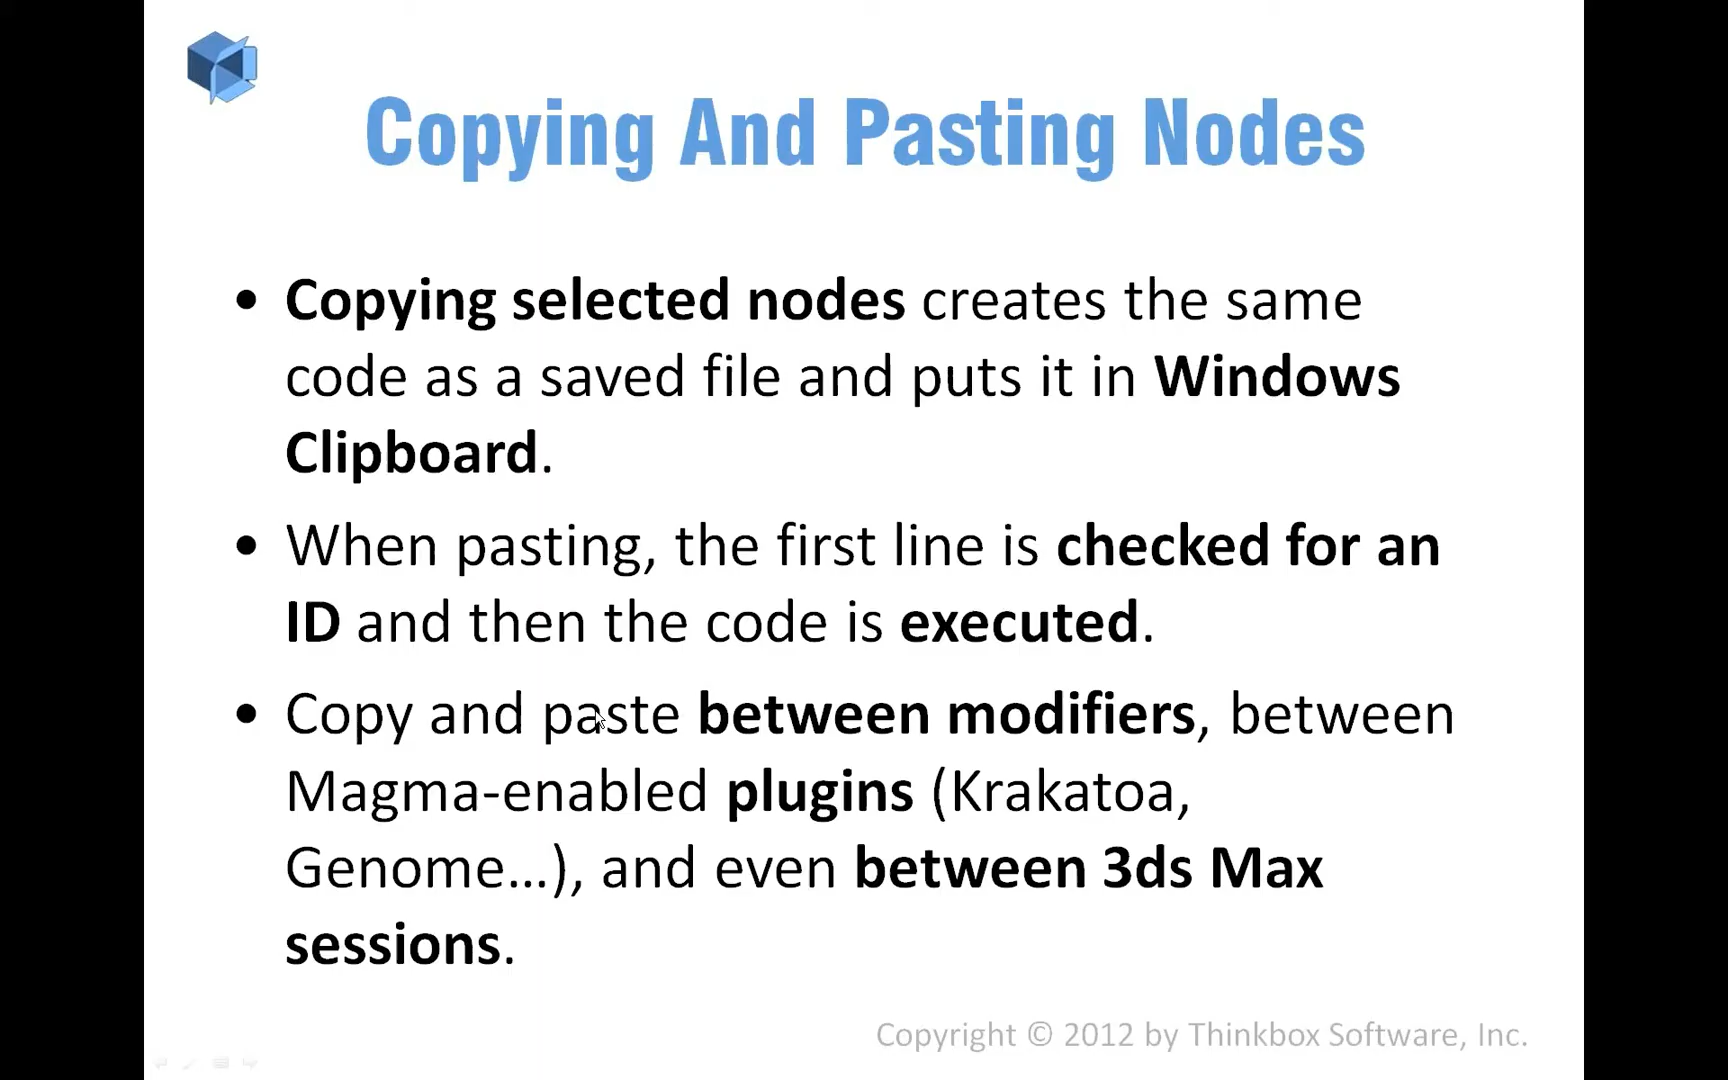 Copying And Pasting Nodes
• Copying selected nodes creates the same
code as a saved file and puts it in Windows
Clipboard.
• When pasting, the first line is checked for an
ID and then the code is executed.
• Copy and paste between modifiers, between
Magma-enabled plugins (Krakatoa,
Genome…), and even between 3ds Max
sessions.
Copyright © 2012 by Thinkbox Software, Inc.